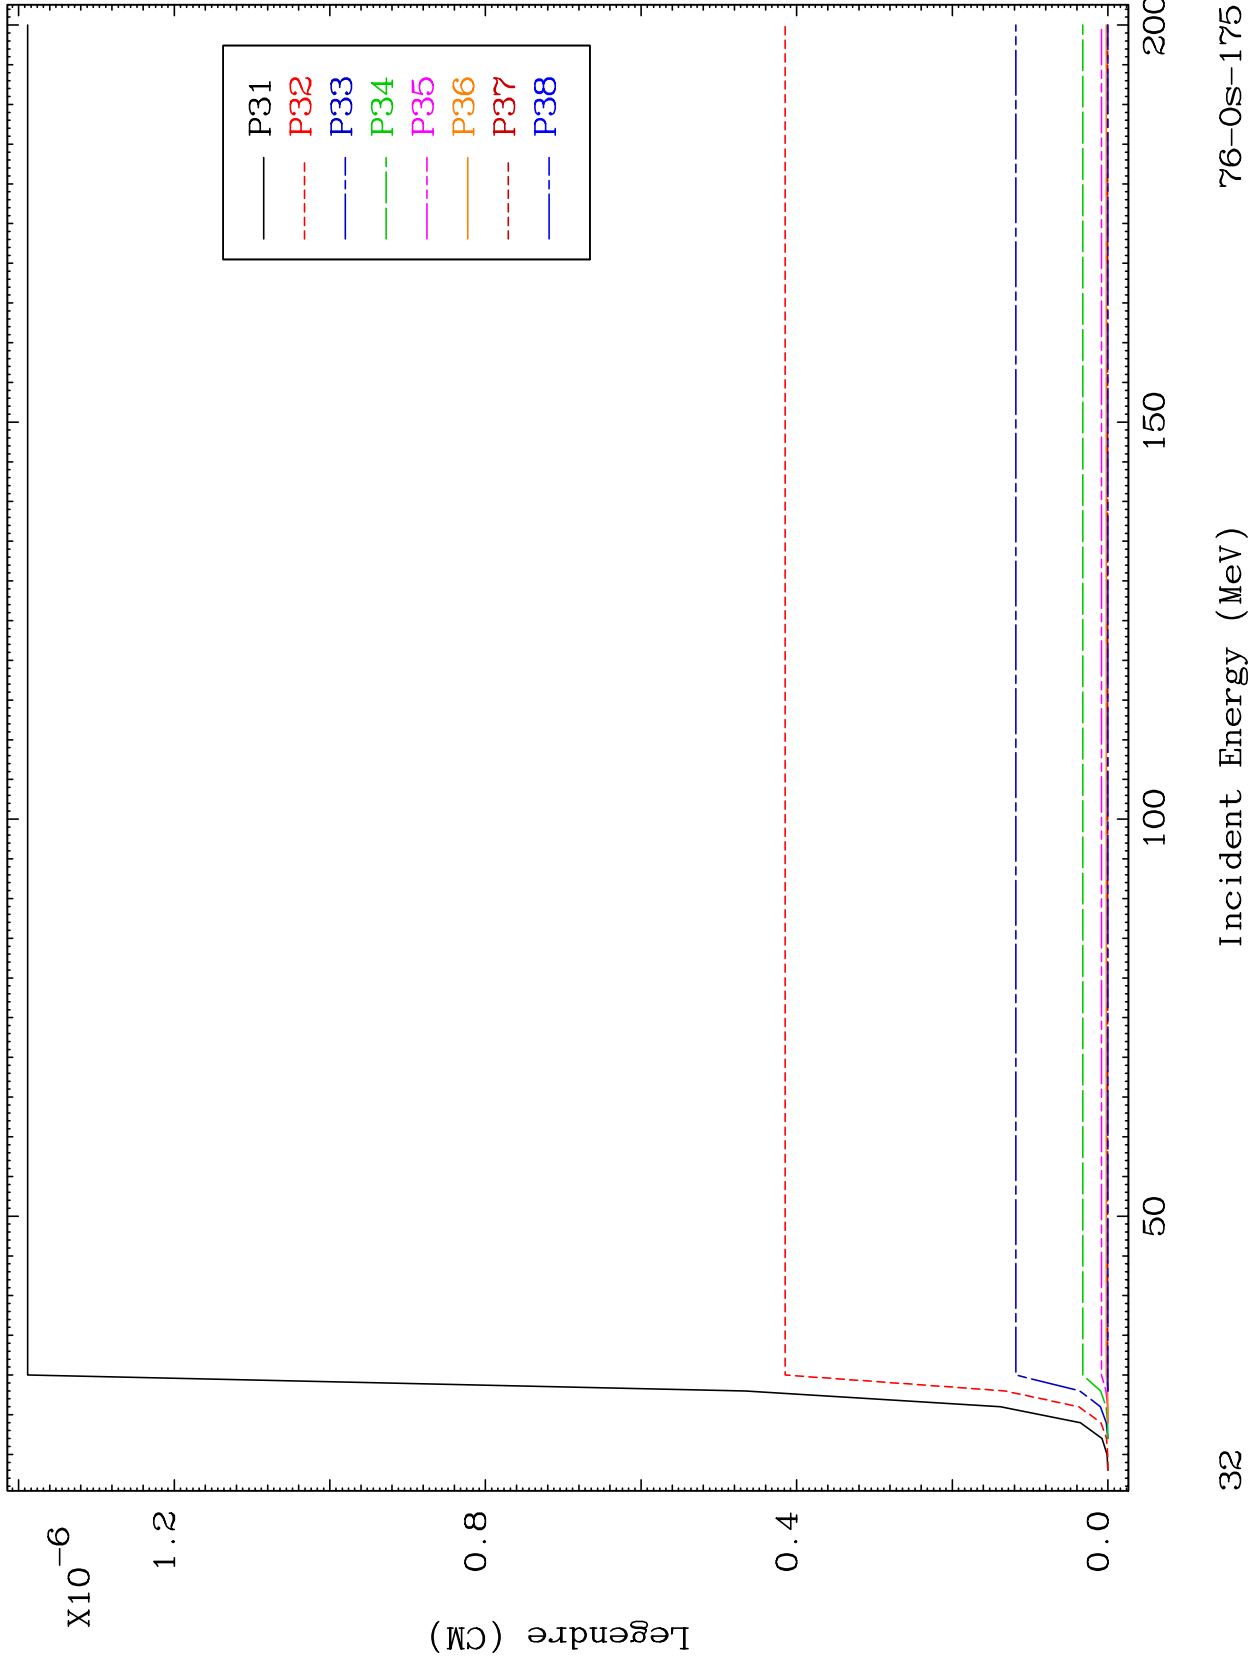 X10-6
1.2
0.8
0.4
0.0
Legendre (CM)
P31
P32
P33
P34
P35
P36
P37
P38
50
100
150
200
32
Incident Energy (MeV)
76-Os-175